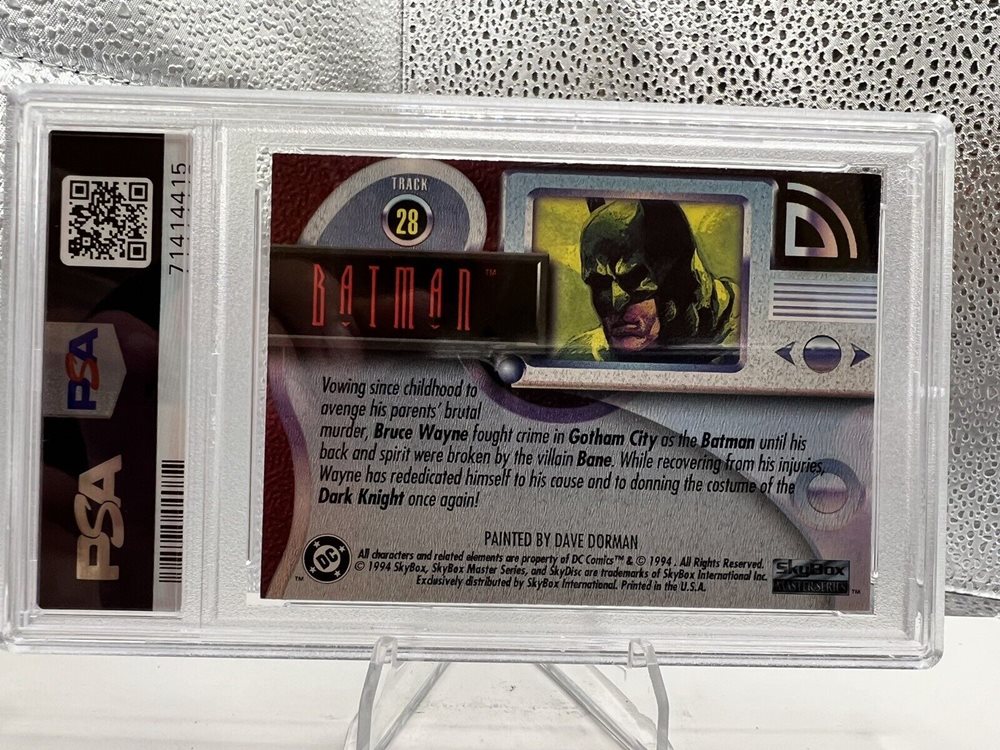 71414415
PSA
PSA
TRACK
28
BATMAN™
Vowing since childhood to
avenge his parents' brutal
murder, Bruce Wayne fought crime in Gotham City as the Batman until his
back and spirit were broken by the villain Bane. While recovering from his injuries,
Wayne has rededicated himself to his cause and to donning the costume of the
Dark Knight once again!
PAINTED BY DAVE DORMAN
DC
™
All characters and related elements are property of DC Comics™ & © 1994. All Rights Reserved.
© 1994 SkyBox, SkyBox Master Series, and SkyDisc are trademarks of SkyBox International Inc.
Exclusively distributed by SkyBox International. Printed in the U.S.A.
SkyBox
MASTER SERIES ™